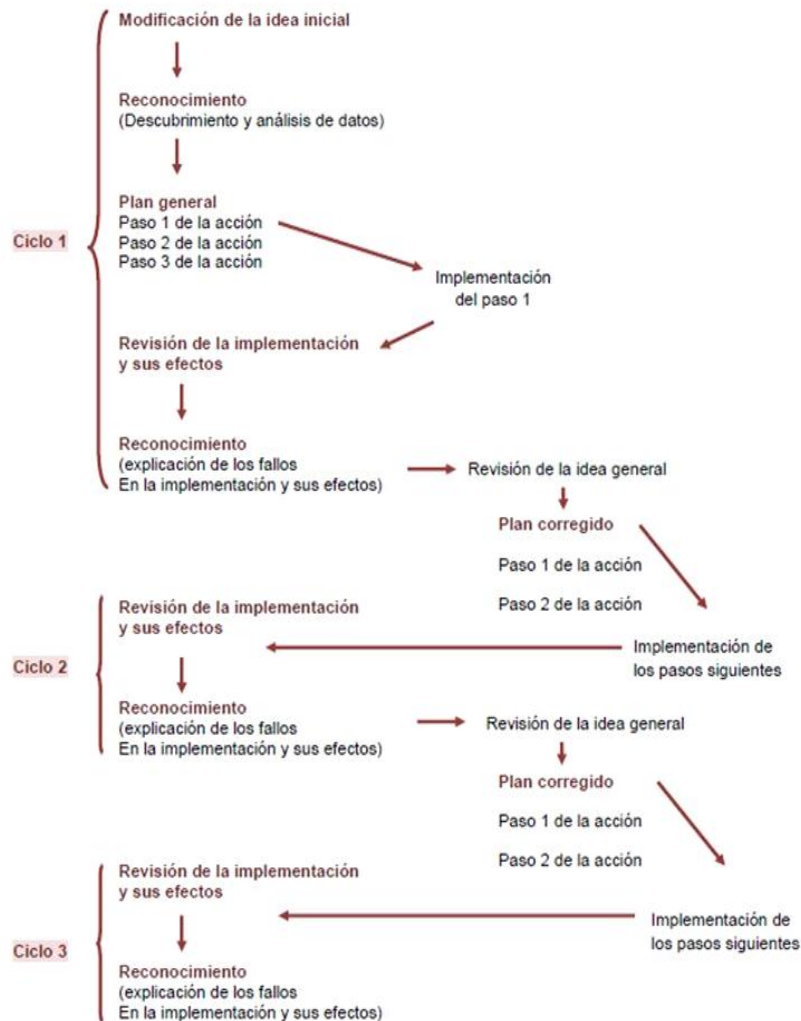 Modificación de la idea inicial
Reconocimiento
(Descubrimiento y análisis de datos)
Plan general
Paso 1 de la acción
Paso 2 de la acción
Paso 3 de la acción
Ciclo 1
Implementación
del paso 1
Revisión de la implementación
y sus efectos
Reconocimiento
(explicación de los fallos
En la implementación y sus efectos)
Revisión de la idea general
Plan corregido
Paso 1 de la acción
Paso 2 de la acción
Implementación de
los pasos siguientes
Ciclo 2
Revisión de la implementación
y sus efectos
Reconocimiento
(explicación de los fallos
En la implementación y sus efectos)
Revisión de la idea general
Plan corregido
Paso 1 de la acción
Paso 2 de la acción
Implementación de
los pasos siguientes
Ciclo 3
Revisión de la implementación
y sus efectos
Reconocimiento
(explicación de los fallos
En la implementación y sus efectos)